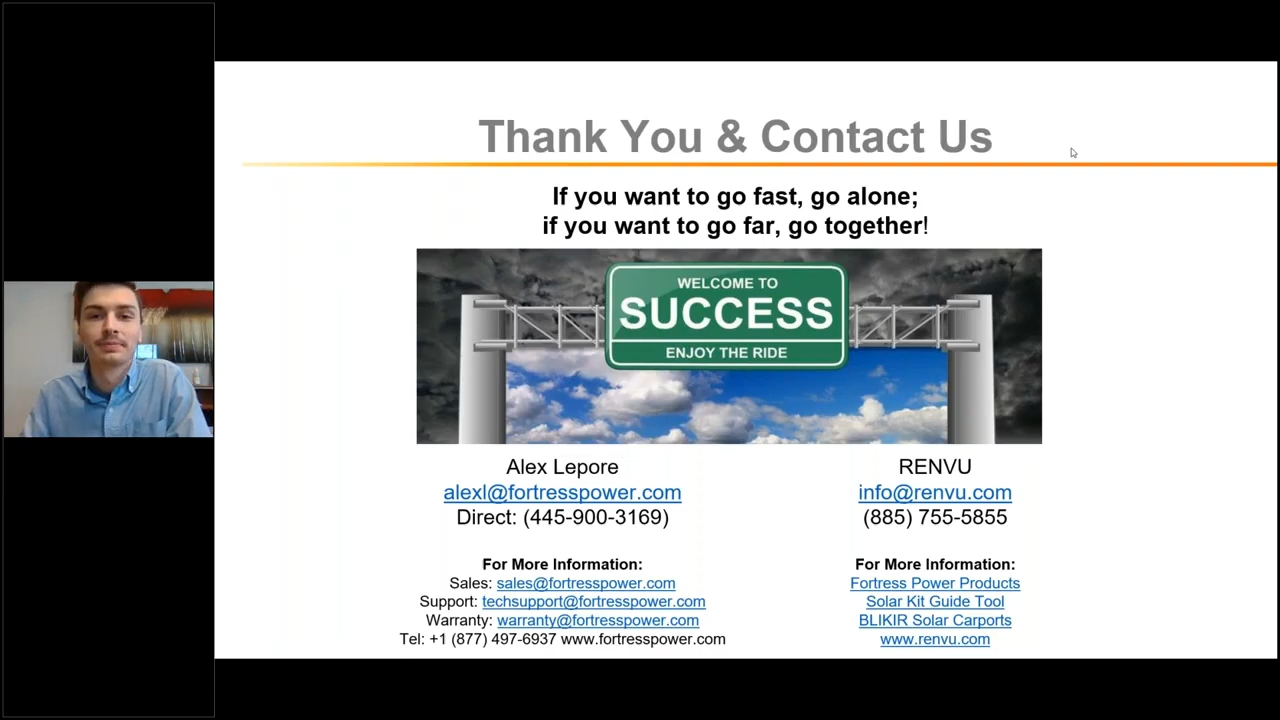 Thank You & Contact Us
If you want to go fast, go alone;
if you want to go far, go together!
WELCOME TO
SUCCESS
ENJOY THE RIDE
Alex Lepore
alexl@fortresspower.com
Direct: (445-900-3169)
For More Information:
Sales: sales@fortresspower.com
Support: techsupport@fortresspower.com
Warranty: warranty@fortresspower.com
Tel: +1 (877) 497-6937 www.fortresspower.com
RENVU
info@renvu.com
(885) 755-5855
For More Information:
Fortress Power Products
Solar Kit Guide Tool
BLIKIR Solar Carports
www.renvu.com